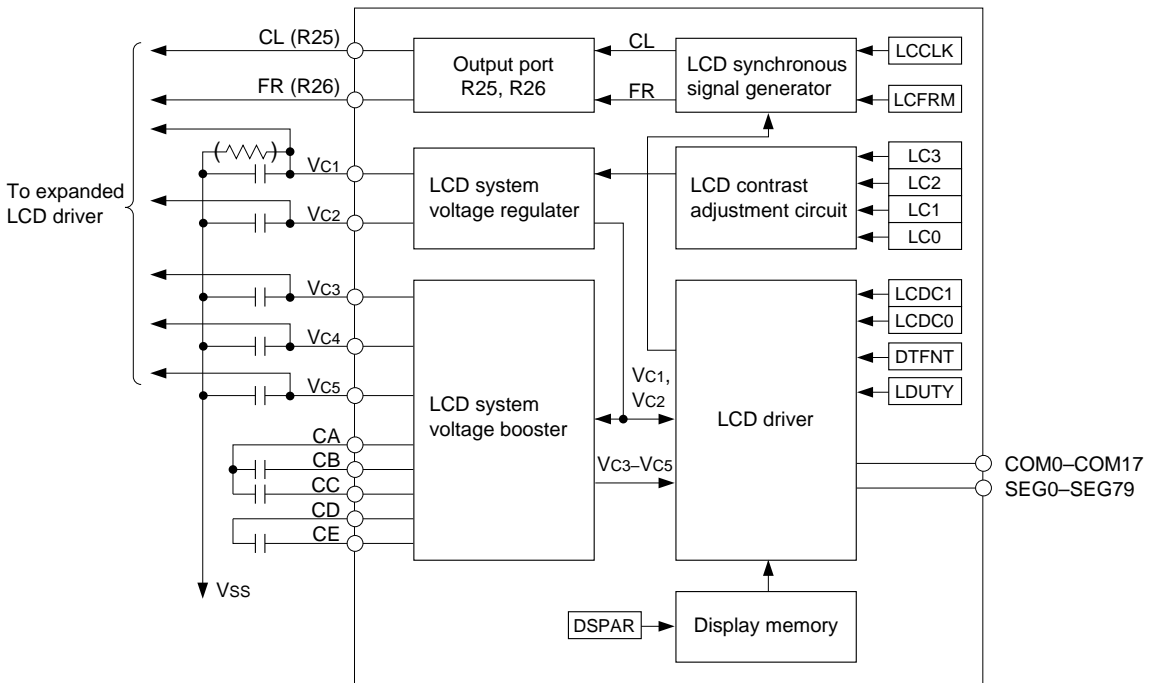 CL (R25)
FR (R26)
VC1
VC2
VC3
VC4
VC5
CA
CB
CC
CD
CE
VSS
To expanded
LCD driver
Output port
R25, R26
CL
FR
LCD synchronous
signal generator
LCCLK
LCFRM
LCD system
voltage regulater
LCD contrast
adjustment circuit
LC3
LC2
LC1
LC0
LCD system
voltage booster
VC1,
VC2
VC3–VC5
LCD driver
LCDC1
LCDC0
DTFNT
LDUTY
COM0–COM17
SEG0–SEG79
DSPAR
Display memory